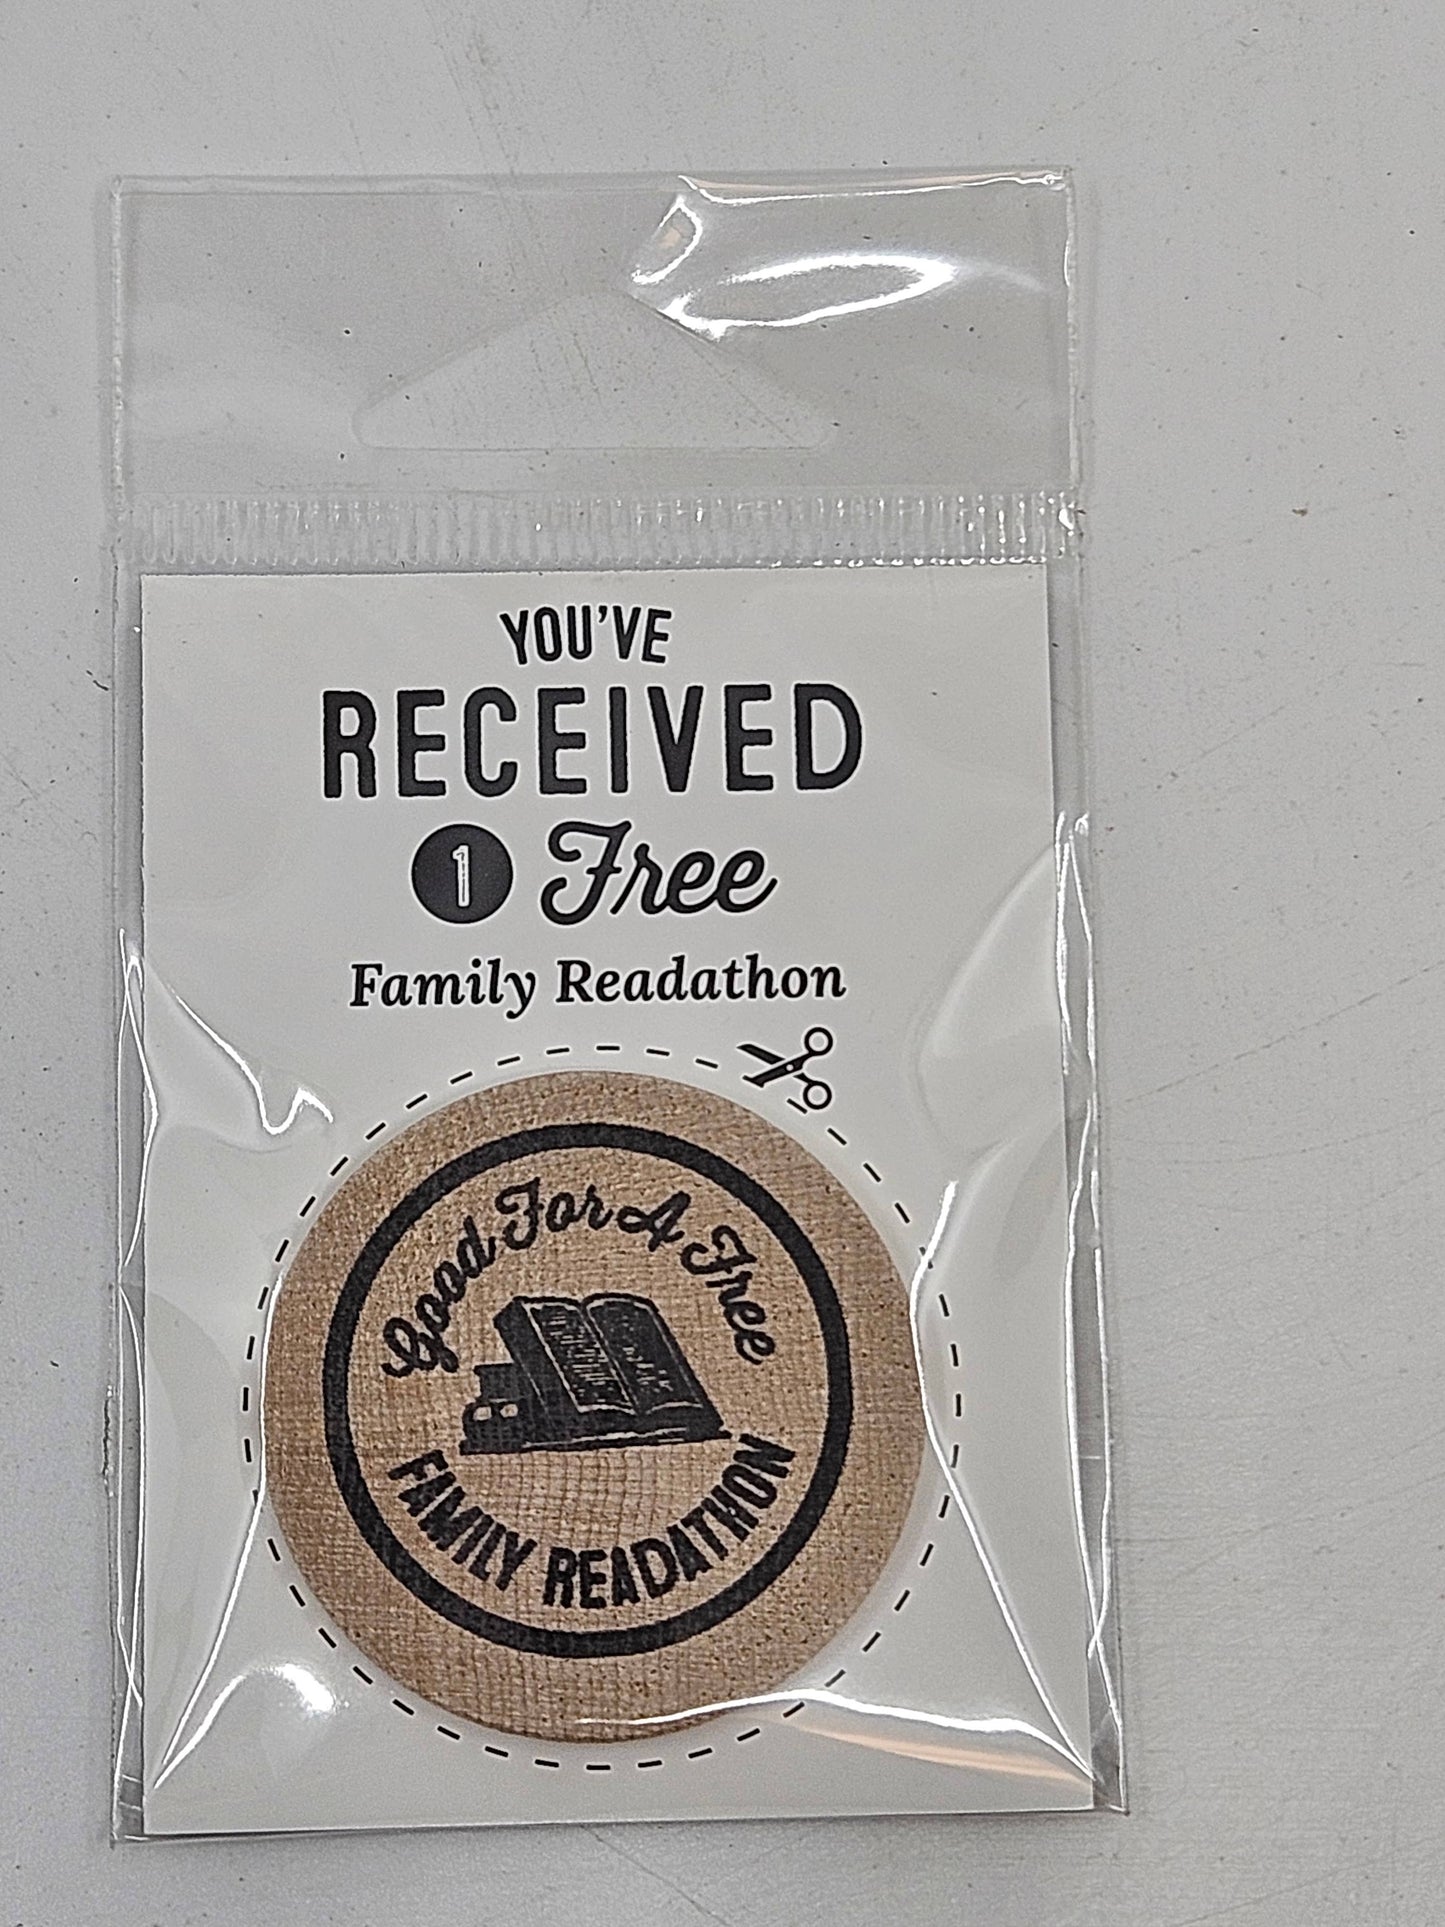 YOU'VE
RECEIVED
1 Free
Family Readathon
Good For A Free
FAMILY READATHON